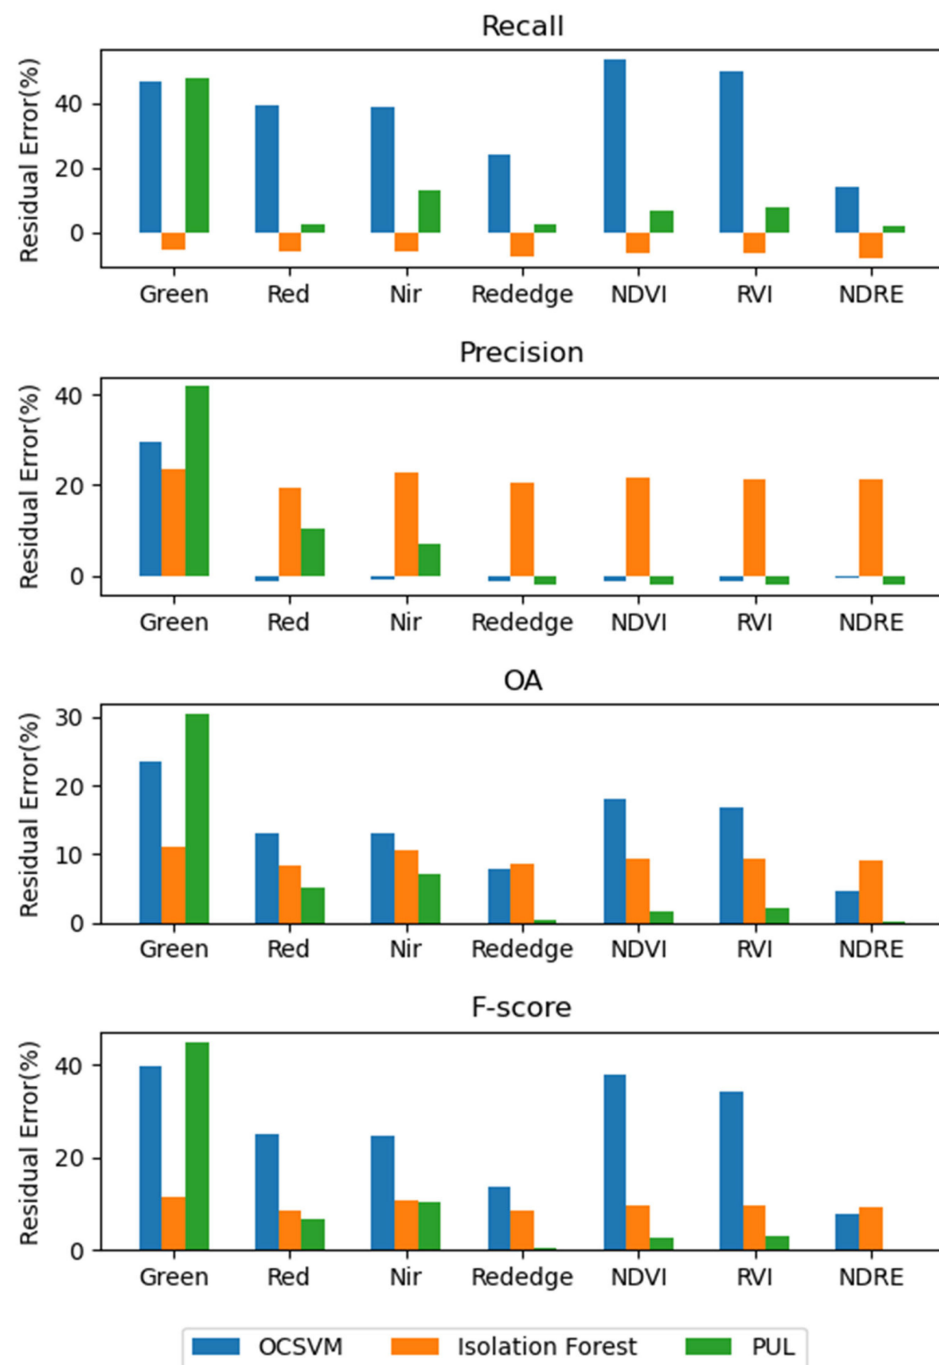 Recall
Residual Error(%)
40
20
0
Green Red Nir Rededge NDVI RVI NDRE
Precision
Residual Error(%)
40
20
0
Green Red Nir Rededge NDVI RVI NDRE
OA
Residual Error(%)
30
20
10
0
Green Red Nir Rededge NDVI RVI NDRE
F-score
Residual Error(%)
40
20
0
Green Red Nir Rededge NDVI RVI NDRE
OCSVM Isolation Forest PUL